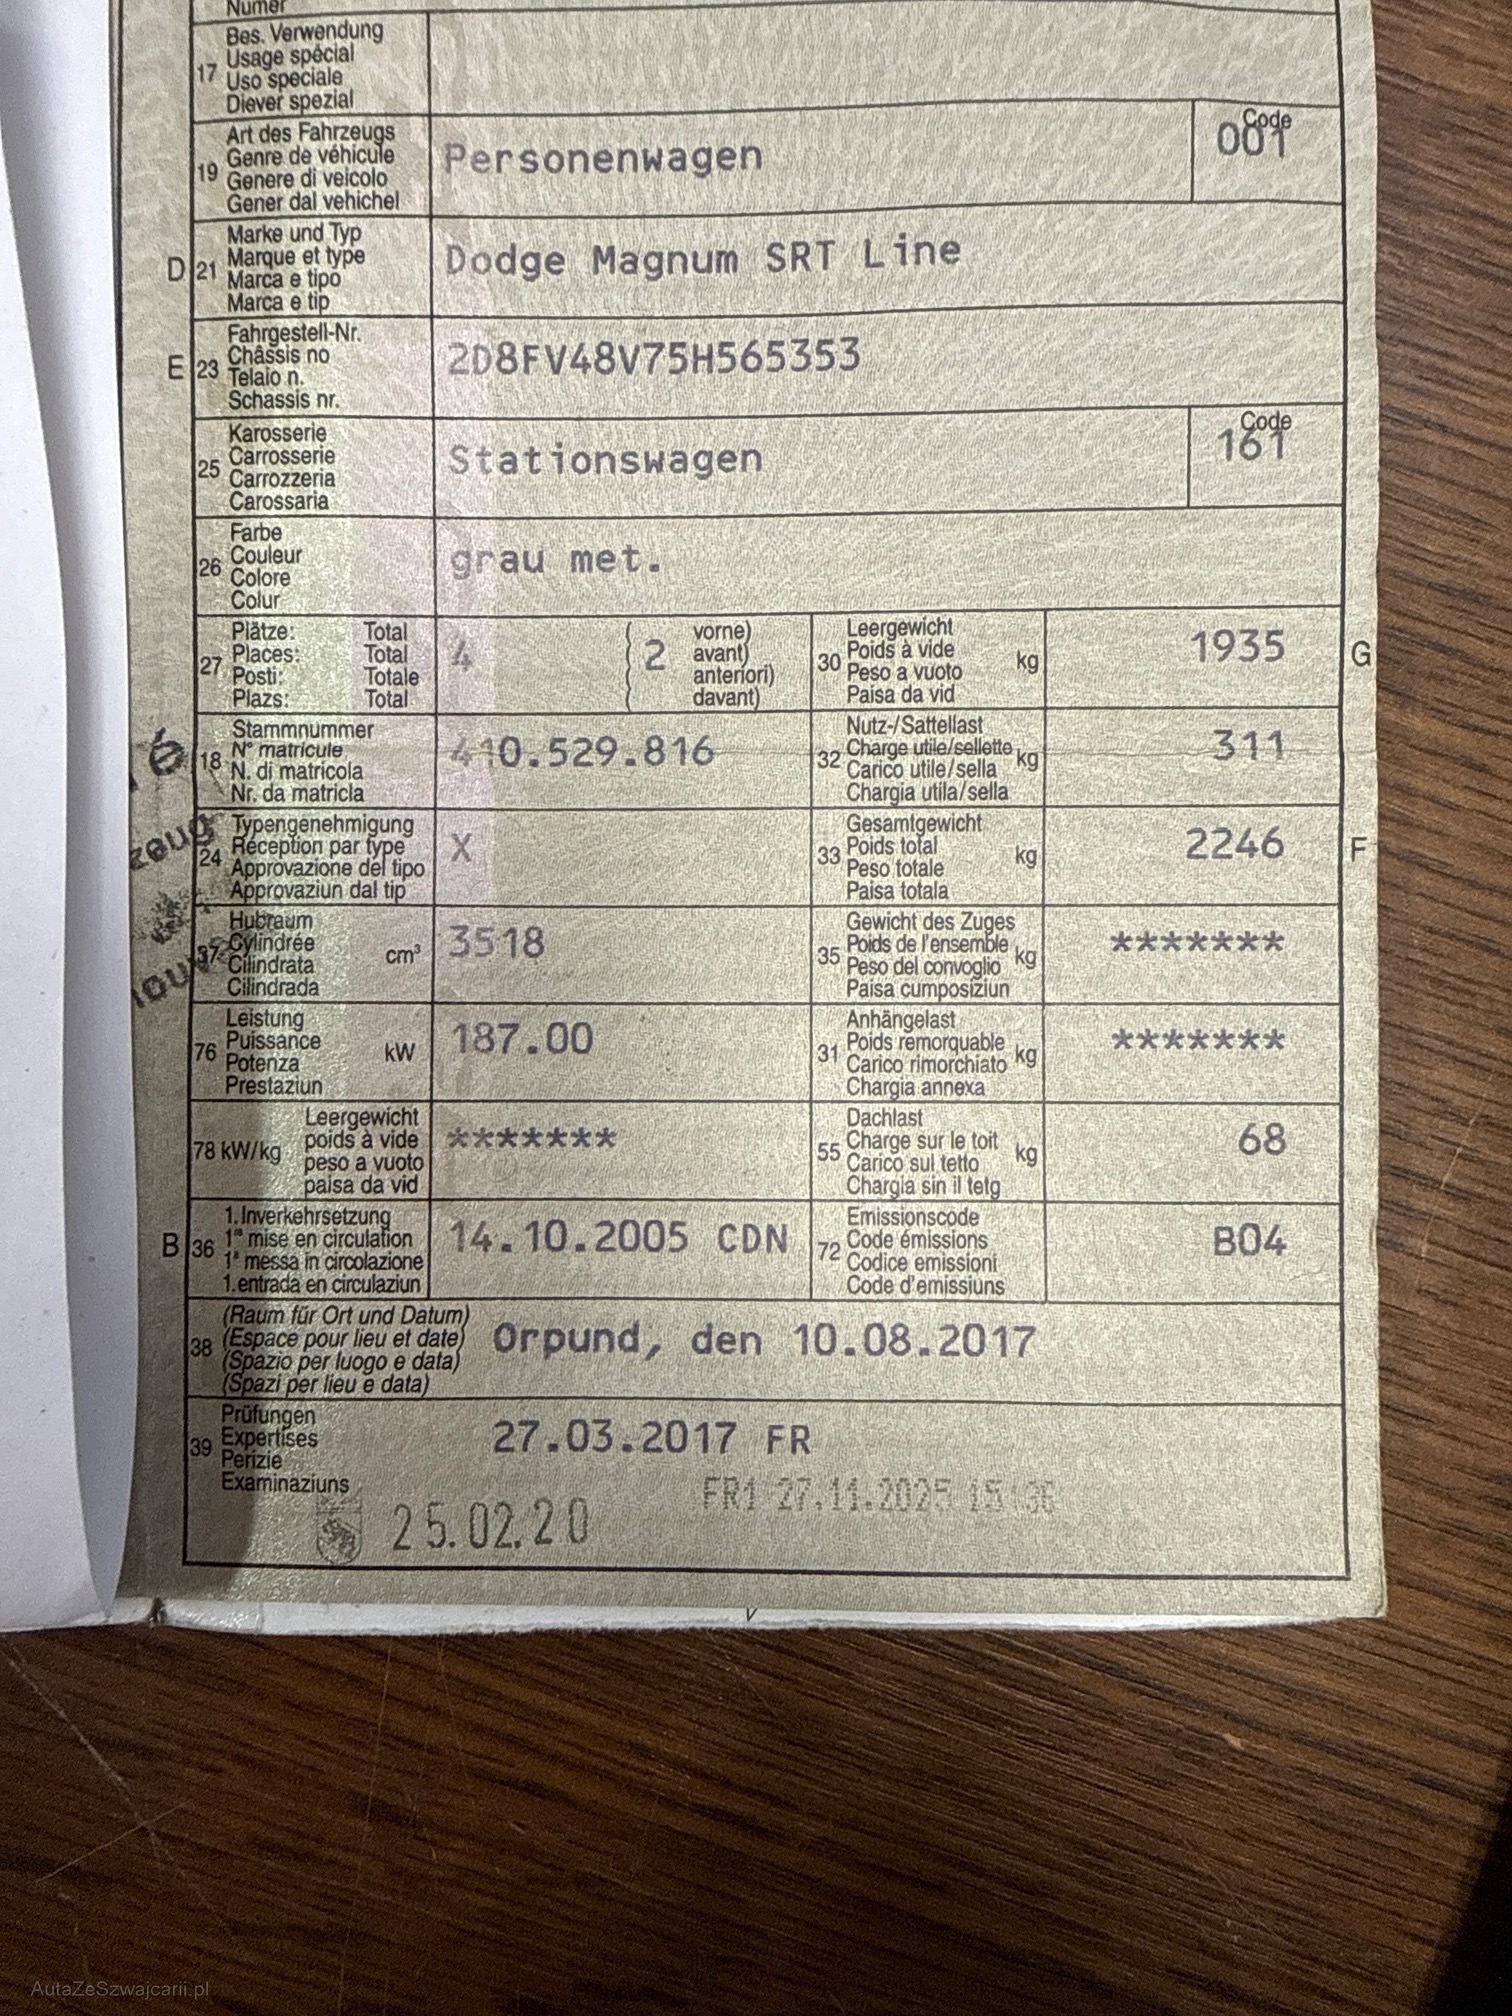 Numer
17 Bes. Verwendung
Usage spécial
Uso speciale
Diever spezial
19 Art des Fahrzeugs
Genre de véhicule
Genere di veicolo
Gener dal vehichel
Personenwagen
Code
001
D 21 Marke und Typ
Marque et type
Marca e tipo
Marca e tip
Dodge Magnum SRT Line
E 23 Fahrgestell-Nr.
Châssis no
Telaio n.
Schassis nr.
2D8FV48V75H565353
25 Karosserie
Carrosserie
Carrozzeria
Carossaria
Stationswagen
Code
161
26 Farbe
Couleur
Colore
Colur
grau met.
27 Plätze: Total
Places: Total
Posti: Totale
Plazs: Total
4 ( 2 vorne)
avant)
anteriori)
davant)
30 Leergewicht
Poids à vide
Peso a vuoto
Paisa da vid
kg 1935 G
18 Stammnummer
N° matricule
N. di matricola
Nr. da matricla
410.529.816
32 Nutz-/Sattellast
Charge utile/sellette
Carico utile/sella
Chargia utila/sella
kg 311
24 Typengenehmigung
Réception par type
Approvazione del tipo
Approvaziun dal tip
X
33 Gesamtgewicht
Poids total
Peso totale
Paisa totala
kg 2246 F
37 Hubraum
Cylindrée
Cilindrata
Cilindrada
cm³ 3518
35 Gewicht des Zuges
Poids de l'ensemble
Peso del convoglio
Paisa cumposiziun
kg *******
76 Leistung
Puissance
Potenza
Prestaziun
kW 187.00
31 Anhängelast
Poids remorquable
Carico rimorchiato
Chargia annexa
kg *******
78 kW/kg Leergewicht
poids à vide
peso a vuoto
paisa da vid
*******
55 Dachlast
Charge sur le toit
Carico sul tetto
Chargia sin il tetg
kg 68
B 36 1. Inverkehrsetzung
1re mise en circulation
1a messa in circolazione
1. entrada en circulaziun
14.10.2005 CDN
72 Emissionscode
Code émissions
Codice emissioni
Code d'emissiuns
B04
38 (Raum für Ort und Datum)
(Espace pour lieu et date)
(Spazio per luogo e data)
(Spazi per lieu e data)
Orpund, den 10.08.2017
39 Prüfungen
Expertises
Perizie
Examinaziuns
27.03.2017 FR
FR1 27.11.2025 15:36
25.02.20
AutaZeSzwajcarii.pl